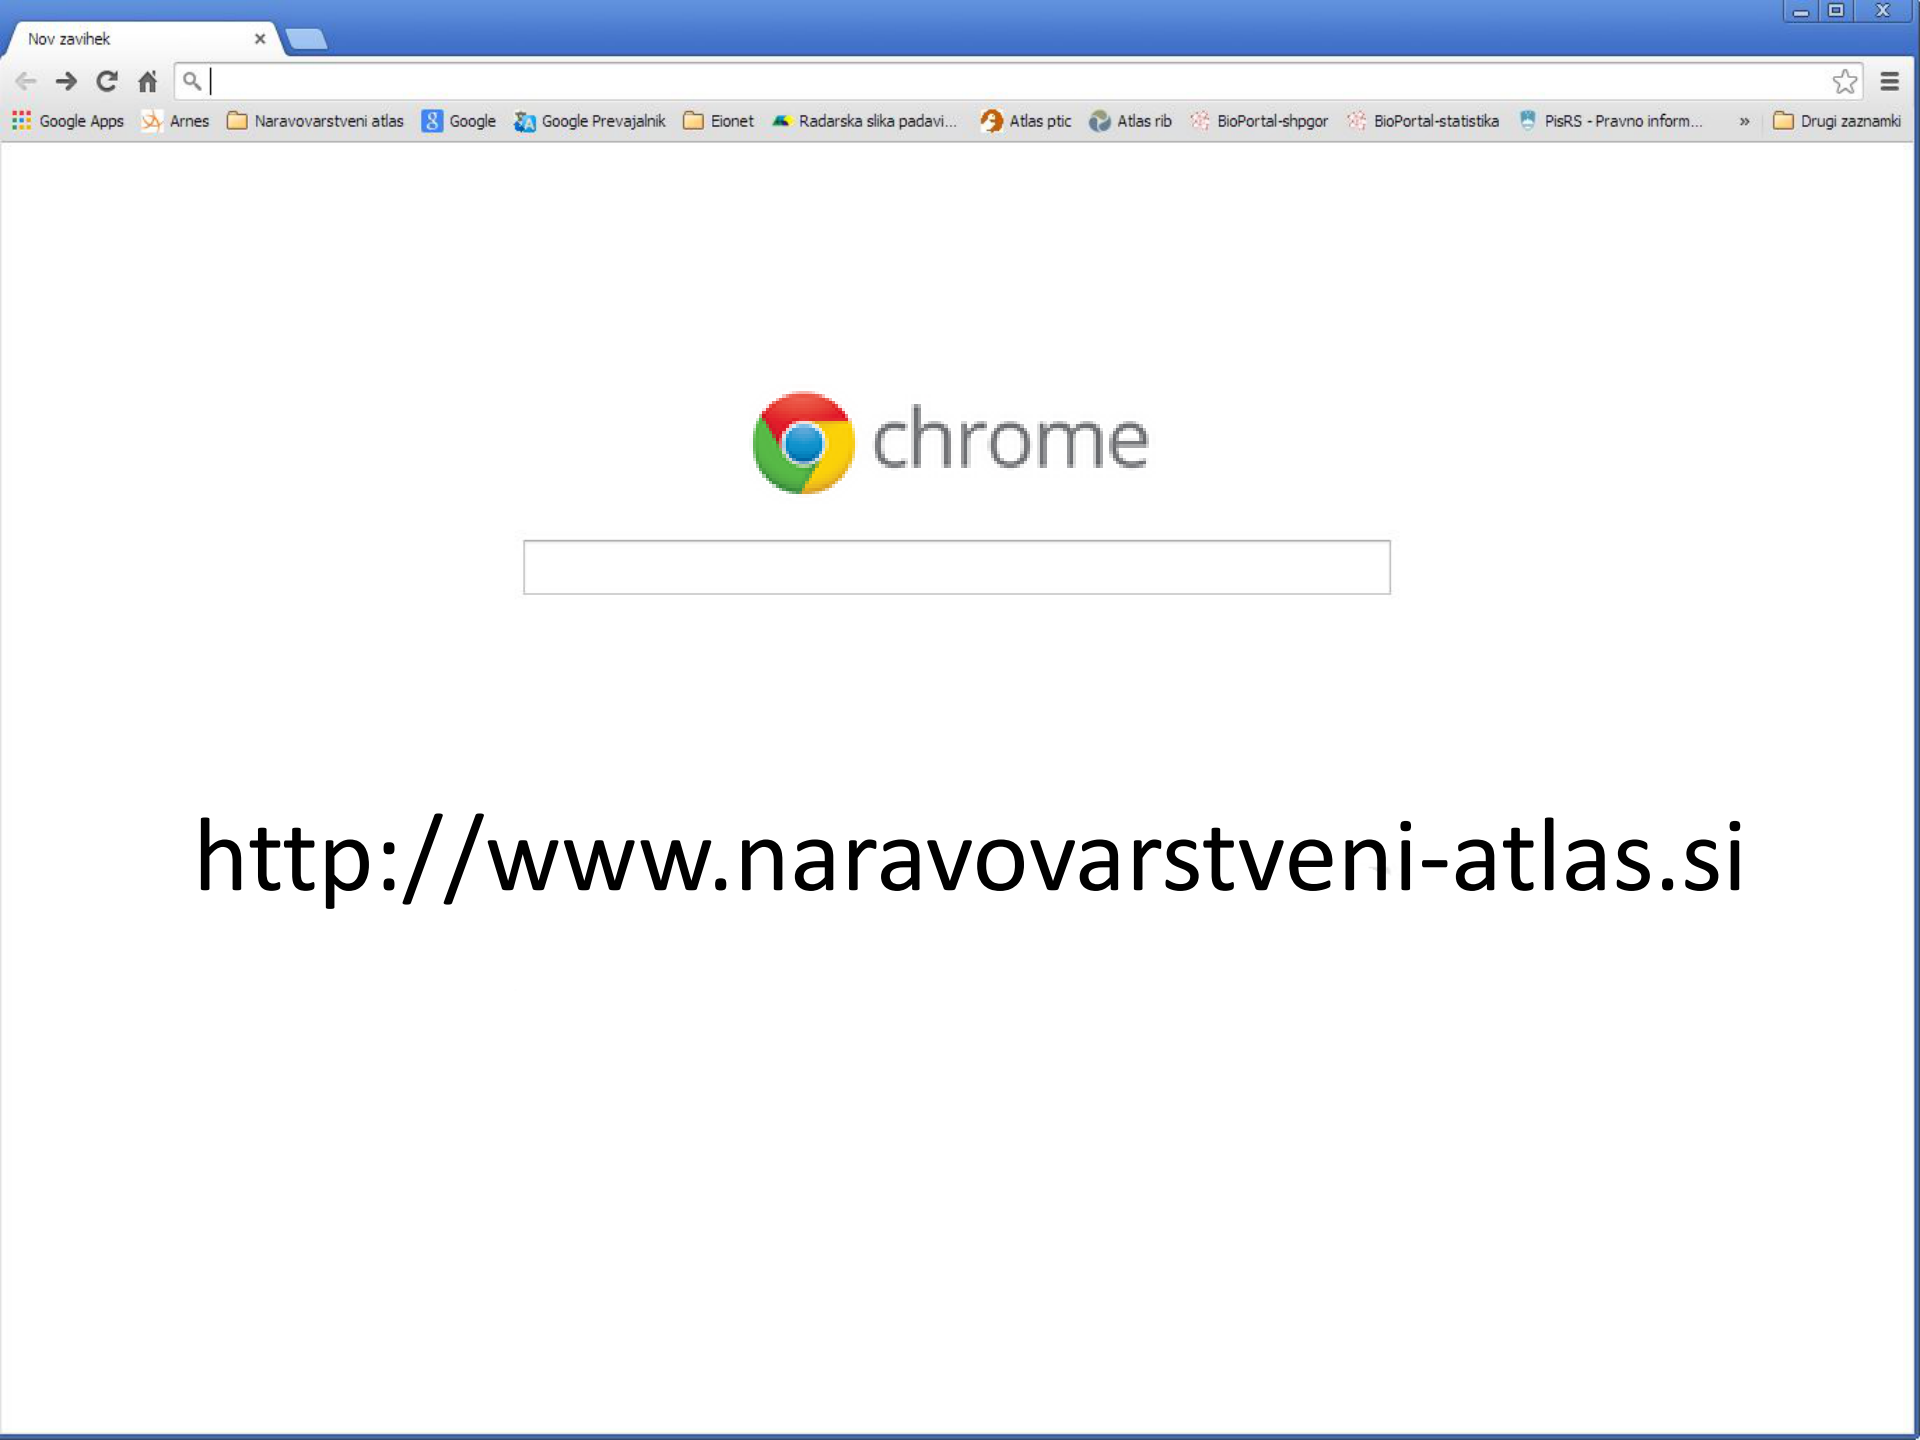 Nov zavihek
Google Apps Arnes Naravovarstveni atlas Google Google Prevajalnik Eionet Radarska slika padavi... Atlas ptic Atlas rib BioPortal-shpgor BioPortal-statistika PisRS - Pravno inform... » Drugi zaznamki
chrome
http://www.naravovarstveni-atlas.si